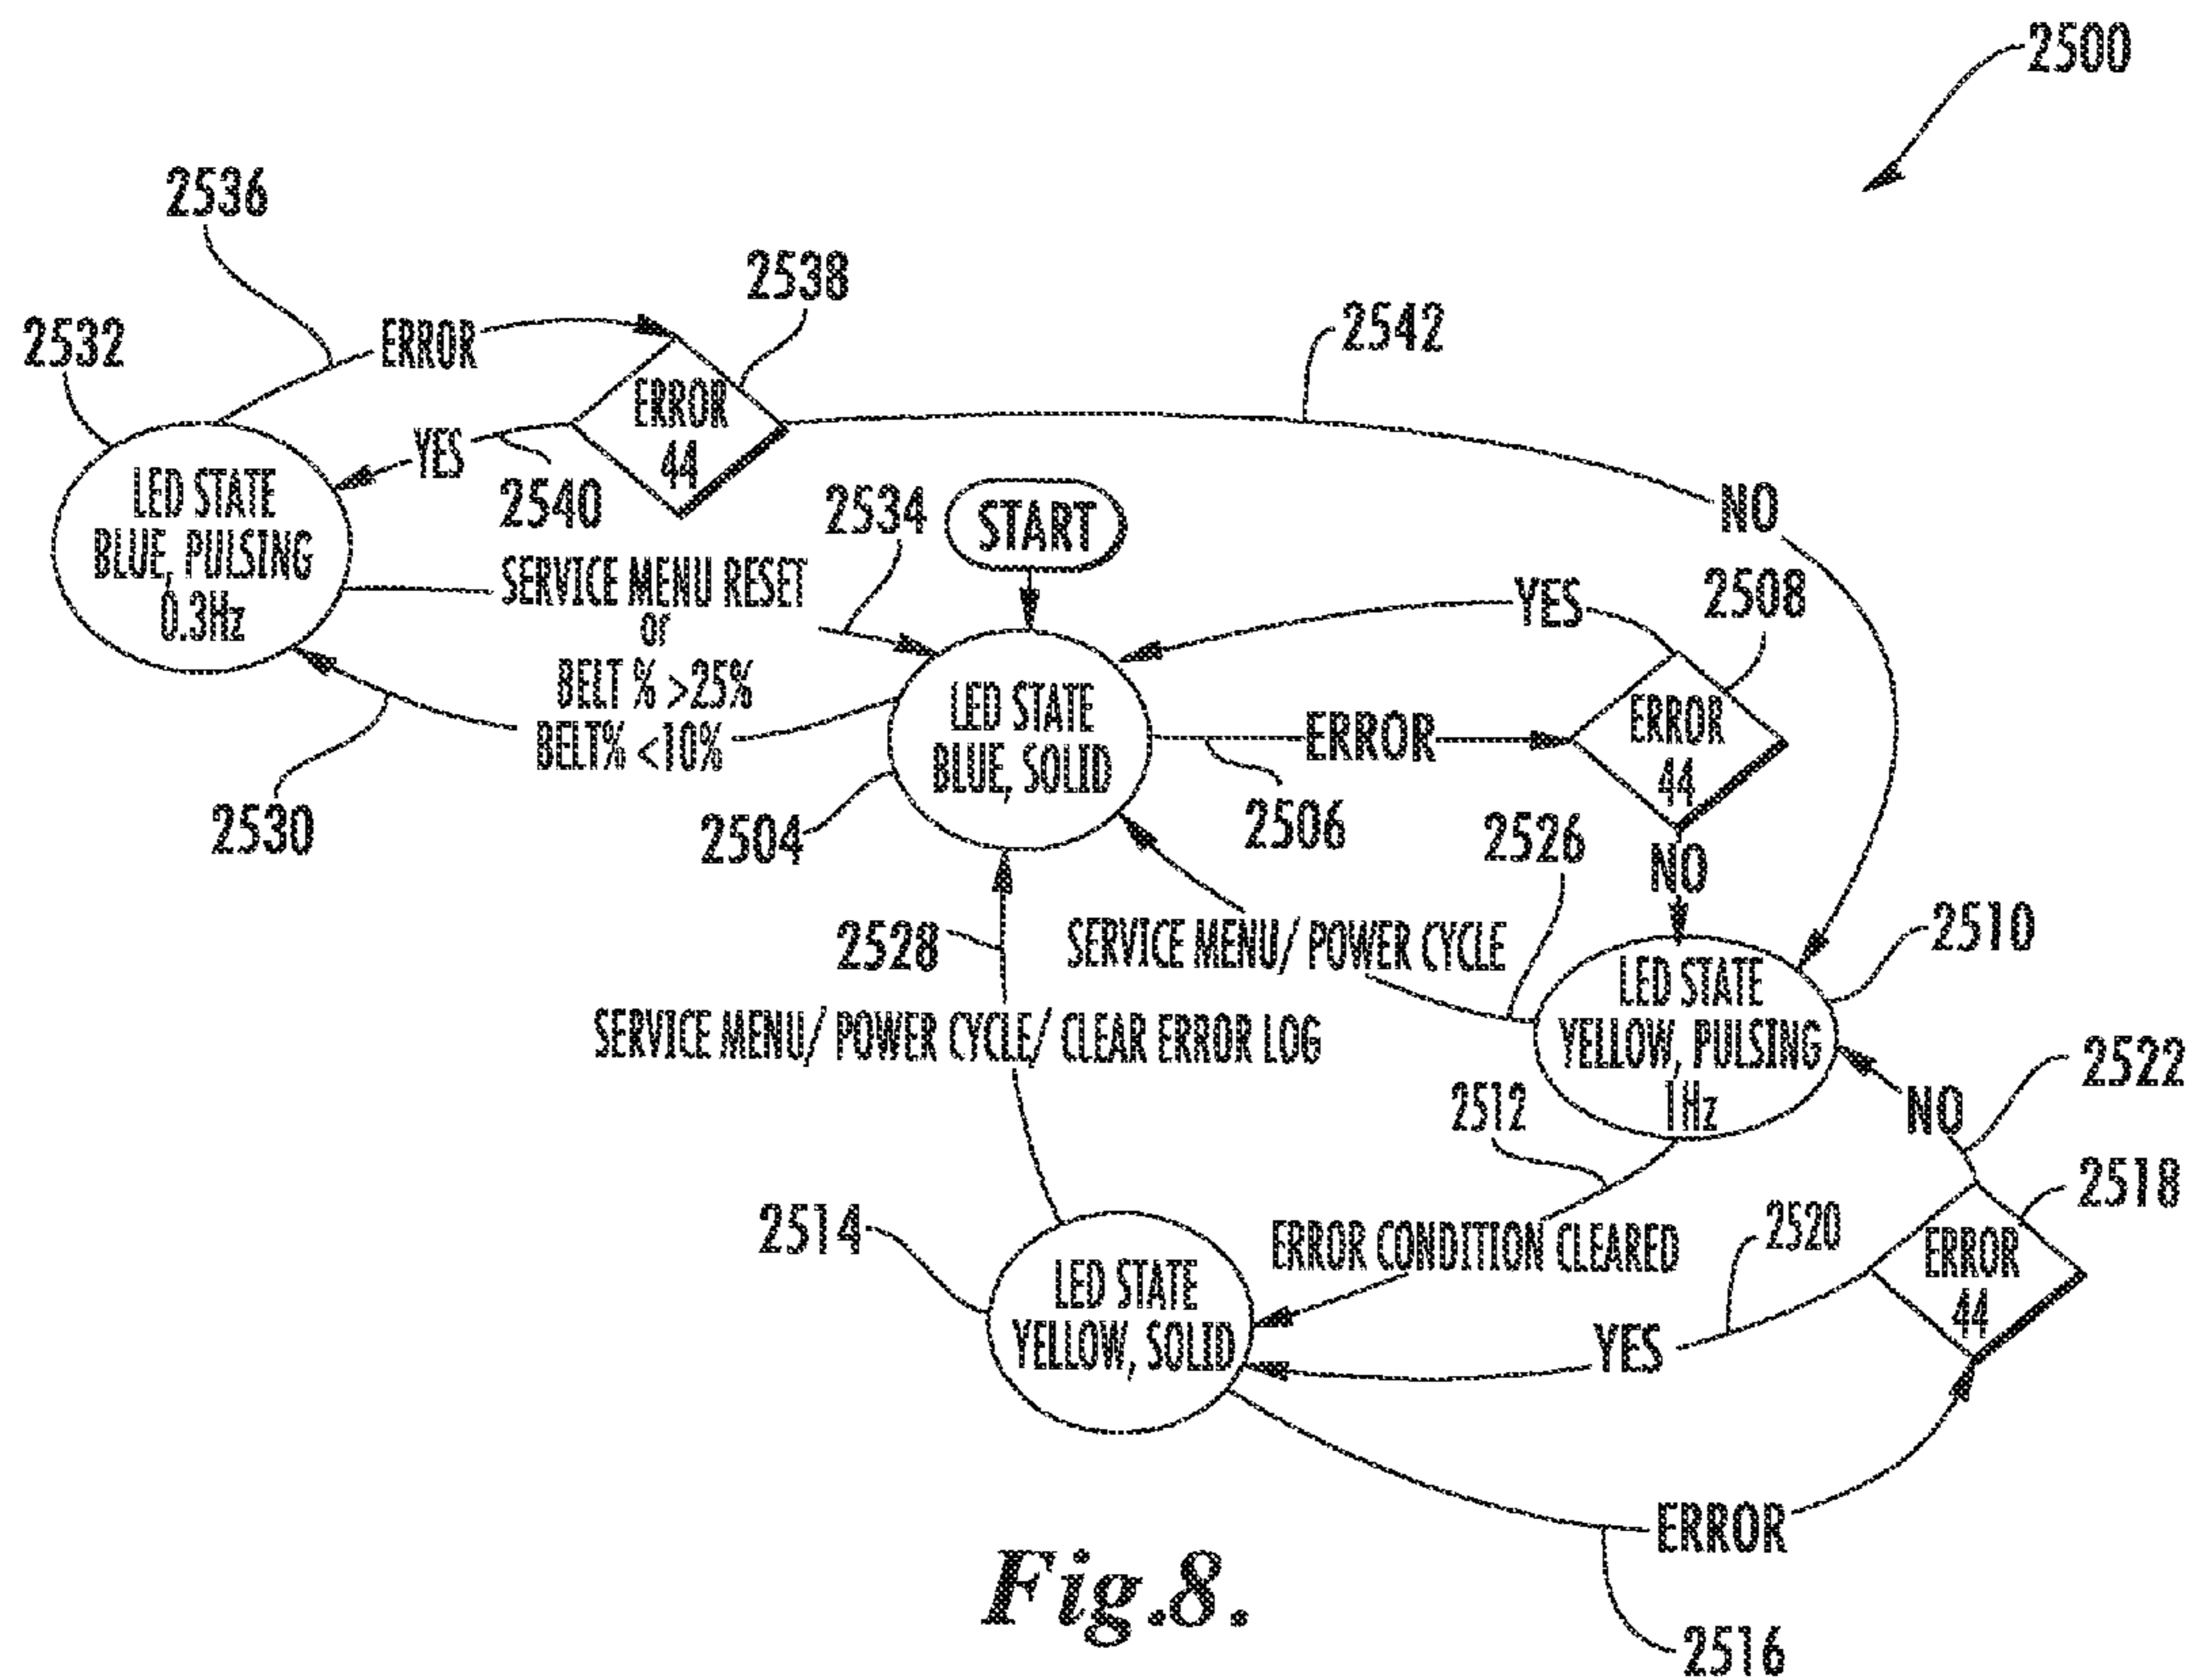 2500
2536
2538
2532
ERROR
2542
ERROR
44
YES
2540
LED STATE
BLUE, PULSING
0.3Hz
2534
START
NO
SERVICE MENU RESET
or
BELT % >25%
BELT% <10%
YES
2508
2530
LED STATE
BLUE, SOLID
ERROR
ERROR
44
2504
2506
2526
NO
2528
SERVICE MENU/ POWER CYCLE
2510
LED STATE
YELLOW, PULSING
1Hz
SERVICE MENU/ POWER CYCLE/ CLEAR ERROR LOG
2522
2512
NO
2518
2514
ERROR CONDITION CLEARED
2520
ERROR
44
LED STATE
YELLOW, SOLID
YES
ERROR
2516
Fig.8.